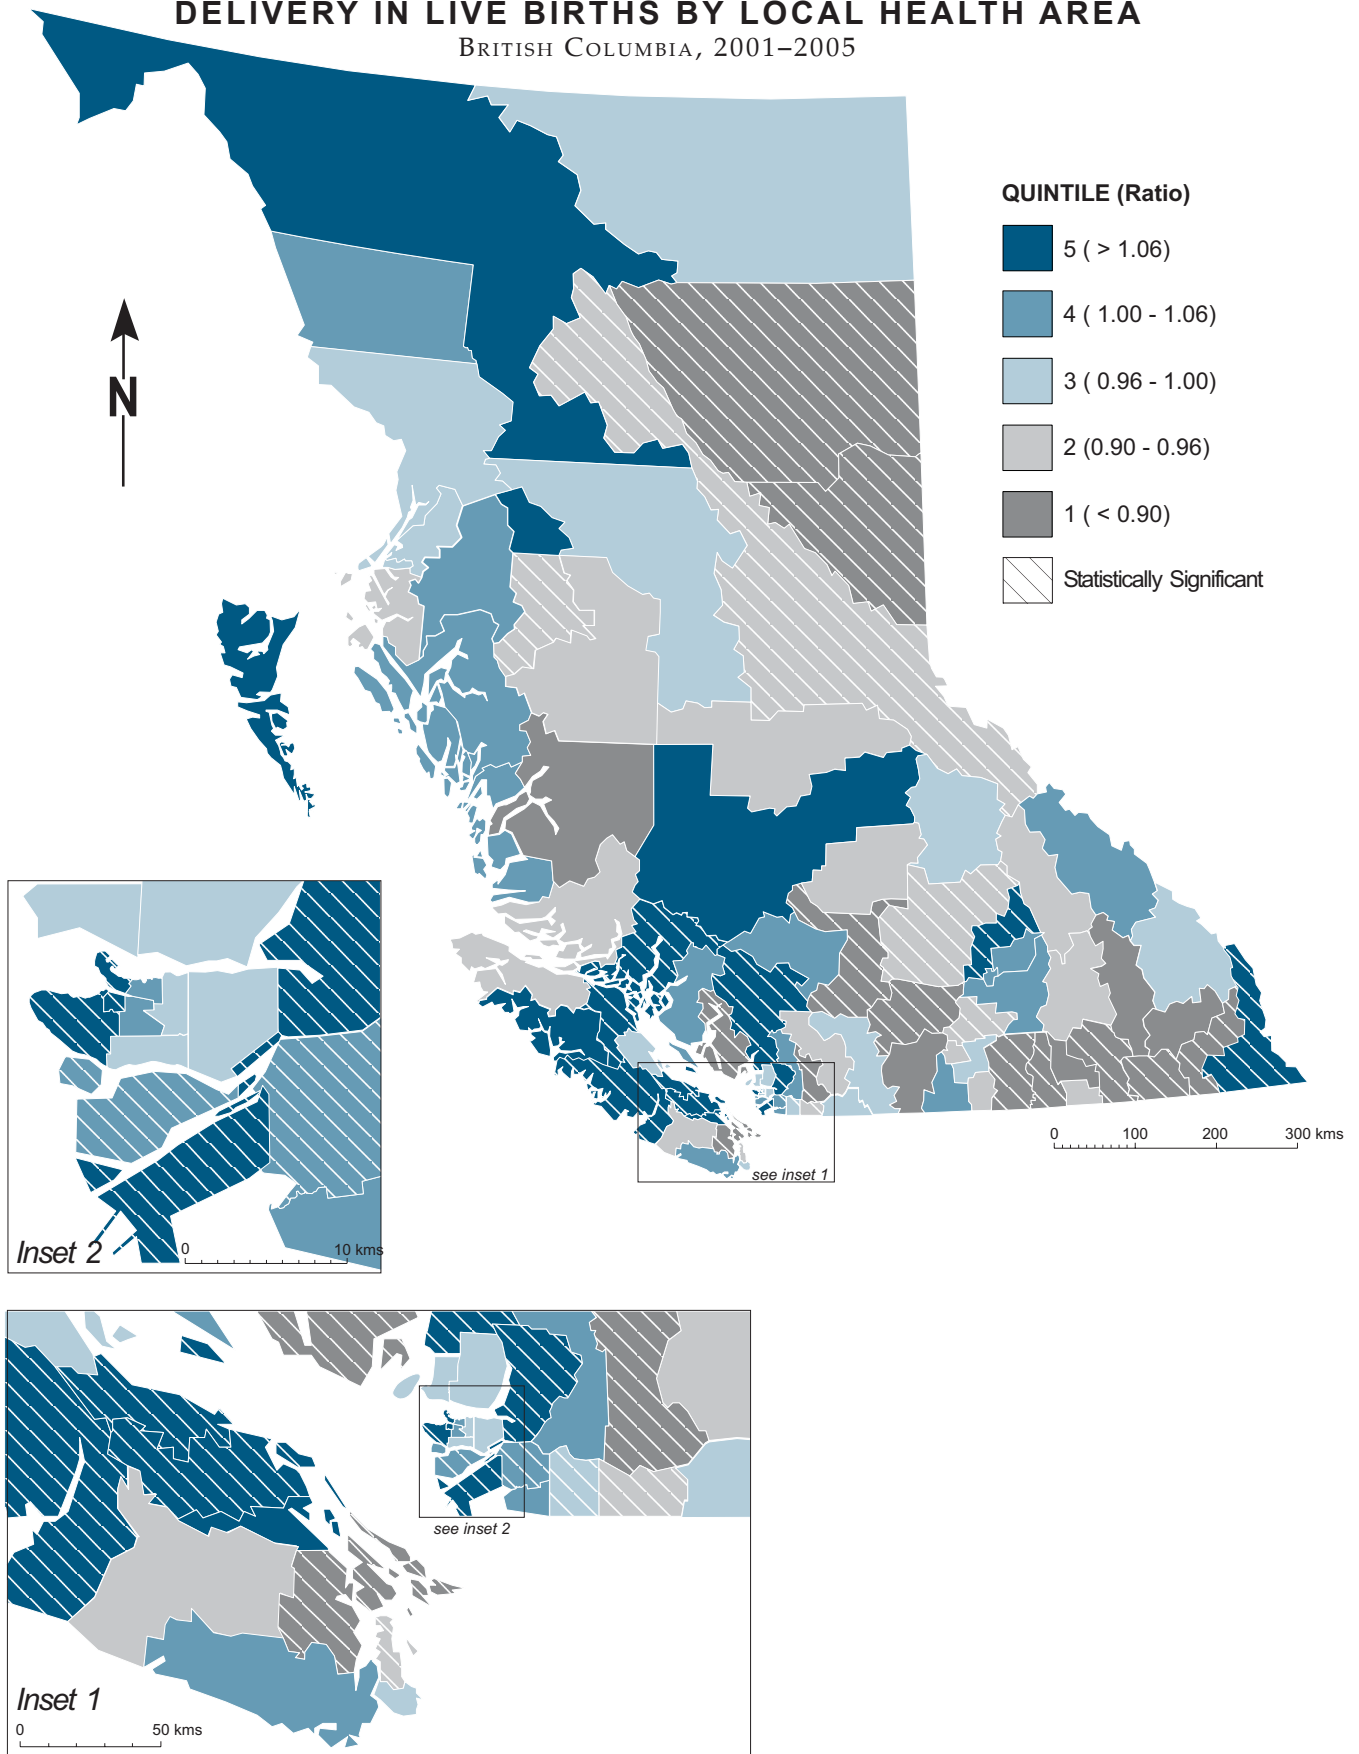 DELIVERY IN LIVE BIRTHS BY LOCAL HEALTH AREA
BRITISH COLUMBIA, 2001–2005
QUINTILE (Ratio)
5 ( > 1.06)
4 ( 1.00 - 1.06)
3 ( 0.96 - 1.00)
2 (0.90 - 0.96)
1 ( < 0.90)
Statistically Significant
N
0 100 200 300 kms
see inset 1
Inset 2
0 10 kms
see inset 2
Inset 1
0 50 kms